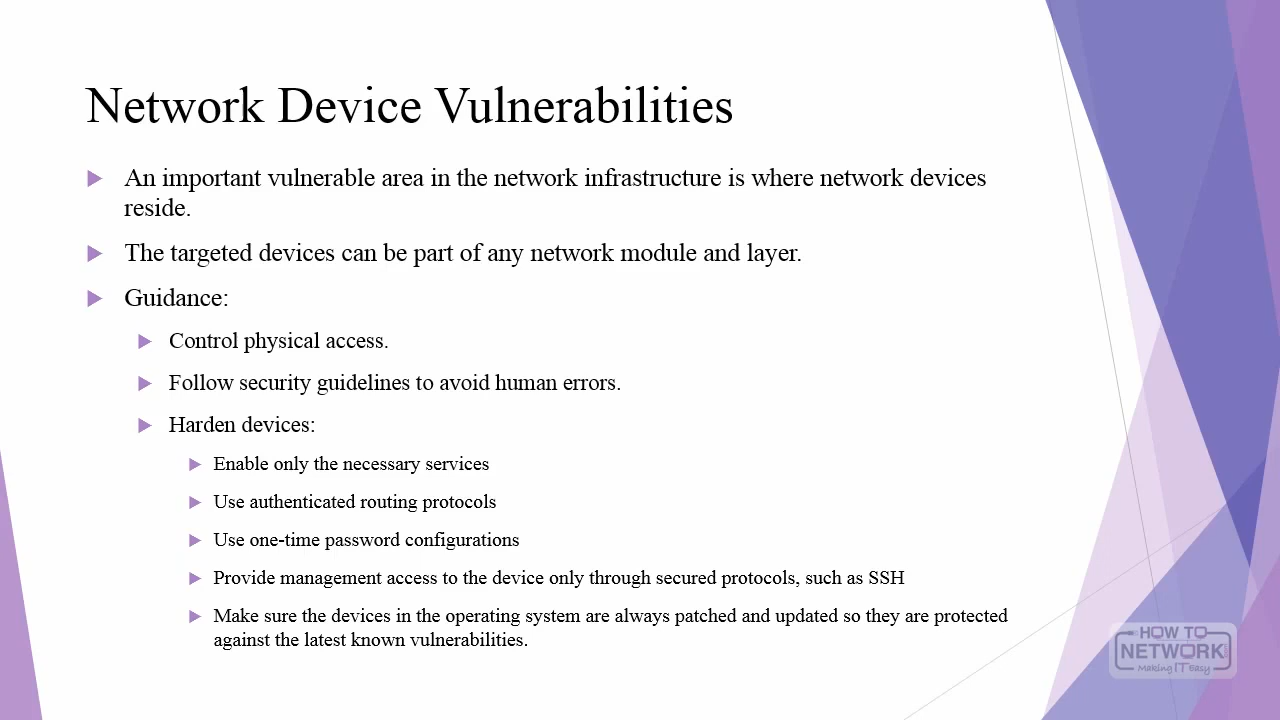 Network Device Vulnerabilities
An important vulnerable area in the network infrastructure is where network devices
reside.
The targeted devices can be part of any network module and layer.
Guidance:
Control physical access.
Follow security guidelines to avoid human errors.
Harden devices:
Enable only the necessary services
Use authenticated routing protocols
Use one-time password configurations
Provide management access to the device only through secured protocols, such as SSH
Make sure the devices in the operating system are always patched and updated so they are protected
against the latest known vulnerabilities.
HOW TO
NETWORK
Making IT Easy